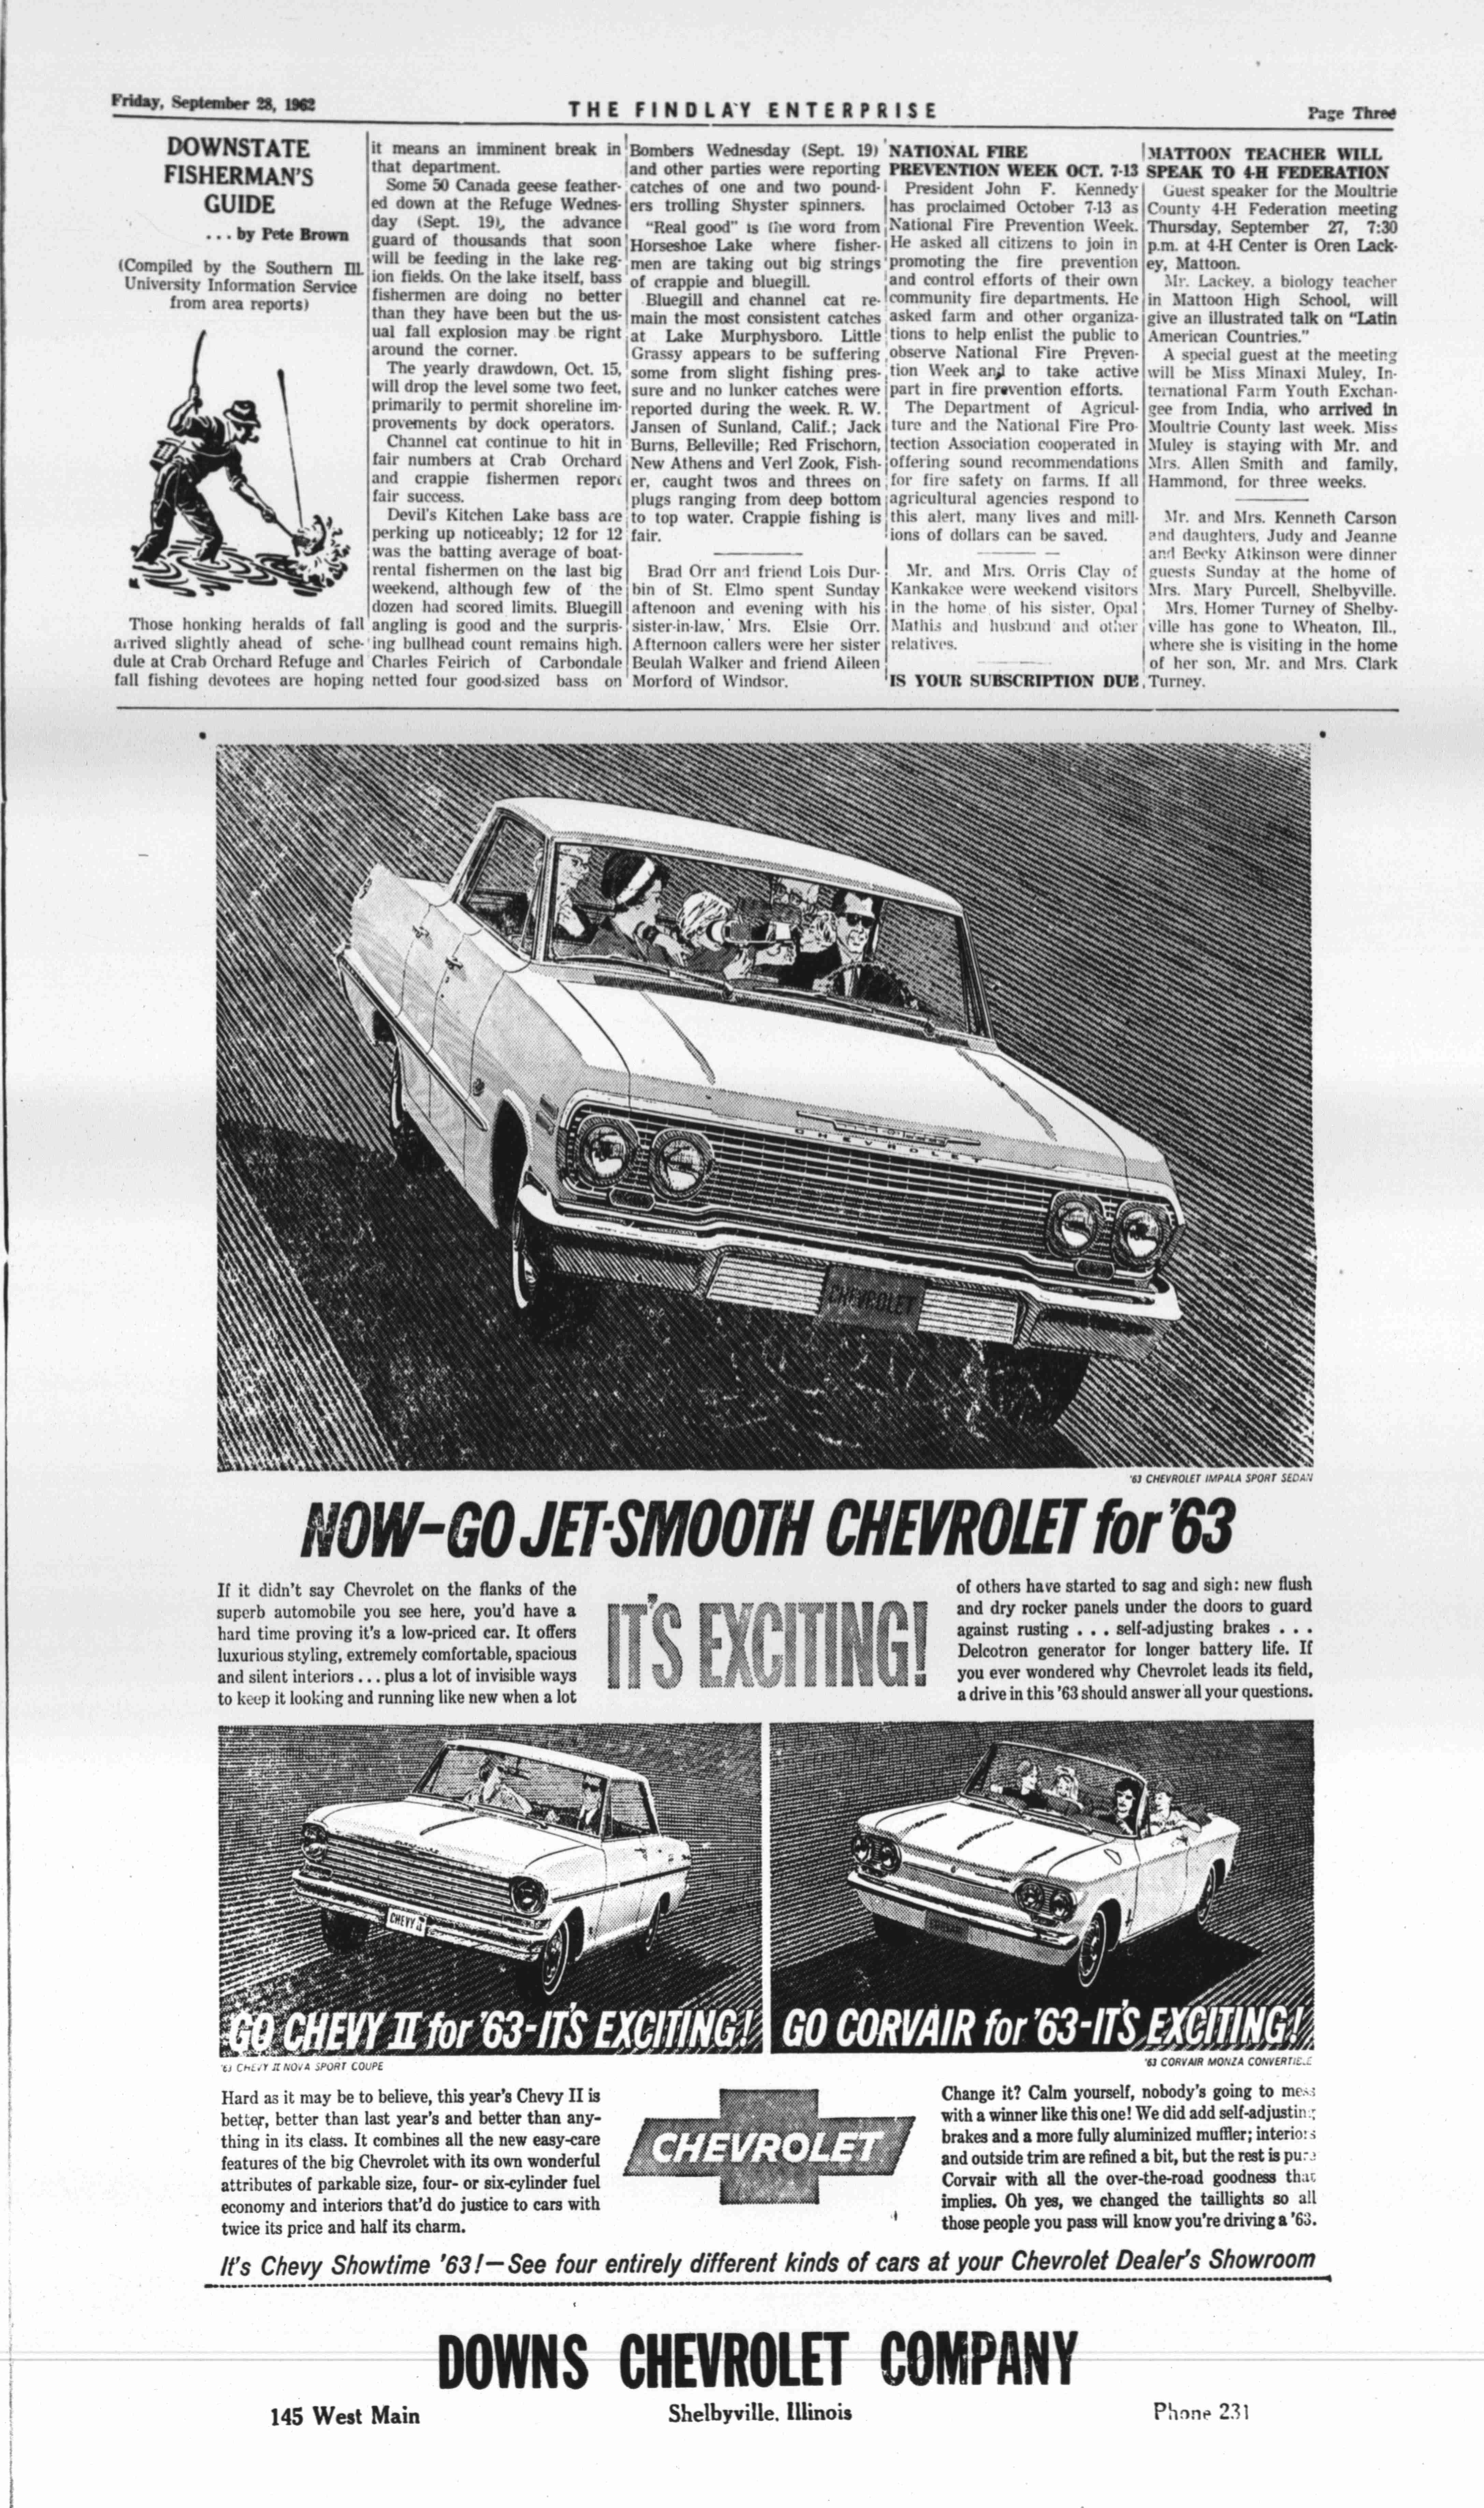 Friday, September 28, 1962
THE FINDLAY ENTERPRISE
Page Three
DOWNSTATE
FISHERMAN'S
GUIDE
... by Pete Brown
(Compiled by the Southern Ill.
University Information Service
from area reports)
Those honking heralds of fall
arrived slightly ahead of sche-
dule at Crab Orchard Refuge and
fall fishing devotees are hoping
it means an imminent break in
that department.
Some 50 Canada geese feather-
ed down at the Refuge Wednes-
day (Sept. 19), the advance
guard of thousands that soon
will be feeding in the lake reg-
ion fields. On the lake itself, bass
fishermen are doing no better
than they have been but the us-
ual fall explosion may be right
around the corner.
The yearly drawdown, Oct. 15,
will drop the level some two feet,
primarily to permit shoreline im-
provements by dock operators.
Channel cat continue to hit in
fair numbers at Crab Orchard
and crappie fishermen report
fair success.
Devil's Kitchen Lake bass are
perking up noticeably; 12 for 12
was the batting average of boat-
rental fishermen on the last big
weekend, although few of the
dozen had scored limits. Bluegill
angling is good and the surpris-
ing bullhead count remains high.
Charles Feirich of Carbondale
netted four good-sized bass on
Bombers Wednesday (Sept. 19)
and other parties were reporting
catches of one and two pound-
ers trolling Shyster spinners.
"Real good" is the word from
Horseshoe Lake where fisher-
men are taking out big strings
of crappie and bluegill.
Bluegill and channel cat re-
main the most consistent catches
at Lake Murphysboro. Little
Grassy appears to be suffering
some from slight fishing pres-
sure and no lunker catches were
reported during the week. R. W.
Jansen of Sunland, Calif.; Jack
Burns, Belleville; Red Frischorn,
New Athens and Verl Zook, Fish-
er, caught twos and threes on
plugs ranging from deep bottom
to top water. Crappie fishing is
fair.
Brad Orr and friend Lois Dur-
bin of St. Elmo spent Sunday
aftenoon and evening with his
sister-in-law, Mrs. Elsie Orr.
Afternoon callers were her sister
Beulah Walker and friend Aileen
Morford of Windsor.
NATIONAL FIRE
PREVENTION WEEK OCT. 7-13
President John F. Kennedy
has proclaimed October 7-13 as
National Fire Prevention Week.
He asked all citizens to join in
promoting the fire prevention
and control efforts of their own
community fire departments. He
asked farm and other organiza-
tions to help enlist the public to
observe National Fire Preven-
tion Week and to take active
part in fire prevention efforts.
The Department of Agricul-
ture and the National Fire Pro-
tection Association cooperated in
offering sound recommendations
for fire safety on farms. If all
agricultural agencies respond to
this alert, many lives and mill-
ions of dollars can be saved.
Mr. and Mrs. Orris Clay of
Kankakee were weekend visitors
in the home of his sister, Opal
Mathis and husband and other
relatives.
IS YOUR SUBSCRIPTION DUE
MATTOON TEACHER WILL
SPEAK TO 4-H FEDERATION
Guest speaker for the Moultrie
County 4-H Federation meeting
Thursday, September 27, 7:30
p.m. at 4-H Center is Oren Lack-
ey, Mattoon.
Mr. Lackey, a biology teacher
in Mattoon High School, will
give an illustrated talk on "Latin
American Countries."
A special guest at the meeting
will be Miss Minaxi Muley, In-
ternational Farm Youth Exchan-
gee from India, who arrived in
Moultrie County last week. Miss
Muley is staying with Mr. and
Mrs. Allen Smith and family,
Hammond, for three weeks.
Mr. and Mrs. Kenneth Carson
and daughters, Judy and Jeanne
and Becky Atkinson were dinner
guests Sunday at the home of
Mrs. Mary Purcell, Shelbyville.
Mrs. Homer Turney of Shelby-
ville has gone to Wheaton, Ill.,
where she is visiting in the home
of her son, Mr. and Mrs. Clark
Turney.
CHEVROLET
CHEVROLET
'63 CHEVROLET IMPALA SPORT SEDAN
NOW-GO JET-SMOOTH CHEVROLET for '63
If it didn't say Chevrolet on the flanks of the
superb automobile you see here, you'd have a
hard time proving it's a low-priced car. It offers
luxurious styling, extremely comfortable, spacious
and silent interiors ... plus a lot of invisible ways
to keep it looking and running like new when a lot
IT'S EXCITING!
of others have started to sag and sigh: new flush
and dry rocker panels under the doors to guard
against rusting . . . self-adjusting brakes . . .
Delcotron generator for longer battery life. If
you ever wondered why Chevrolet leads its field,
a drive in this '63 should answer all your questions.
CHEVY II
GO CHEVY II for '63-IT'S EXCITING!
'63 CHEVY II NOVA SPORT COUPE
GO CORVAIR for '63-IT'S EXCITING!
'63 CORVAIR MONZA CONVERTIBLE
Hard as it may be to believe, this year's Chevy II is
better, better than last year's and better than any-
thing in its class. It combines all the new easy-care
features of the big Chevrolet with its own wonderful
attributes of parkable size, four- or six-cylinder fuel
economy and interiors that'd do justice to cars with
twice its price and half its charm.
CHEVROLET
Change it? Calm yourself, nobody's going to mess
with a winner like this one! We did add self-adjusting
brakes and a more fully aluminized muffler; interiors
and outside trim are refined a bit, but the rest is pure
Corvair with all the over-the-road goodness that
implies. Oh yes, we changed the taillights so all
those people you pass will know you're driving a '63.
It's Chevy Showtime '63!—See four entirely different kinds of cars at your Chevrolet Dealer's Showroom
DOWNS CHEVROLET COMPANY
145 West Main
Shelbyville, Illinois
Phone 231